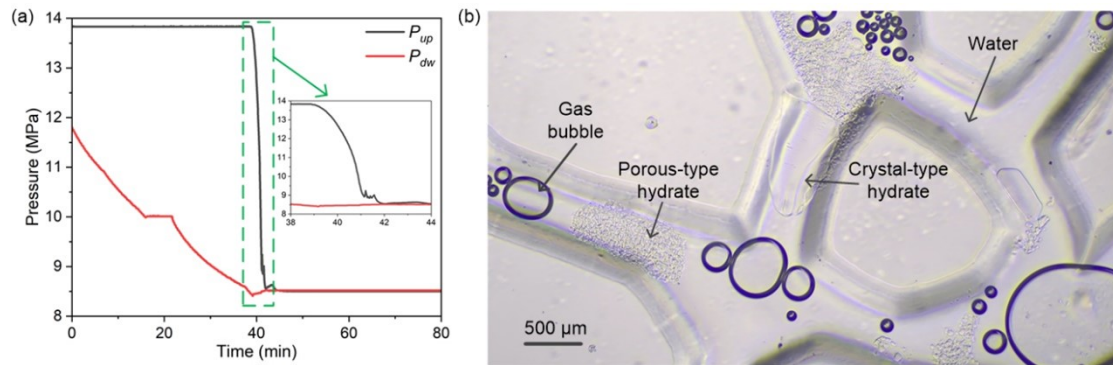 (a)
14
13
12
11
10
9
8
Pressure (MPa)
0
20
40
60
80
Time (min)
P_up
P_dw
14
13
12
11
10
9
8
38
40
42
44
(b)
Water
Gas
bubble
Porous-type
hydrate
Crystal-type
hydrate
500 µm